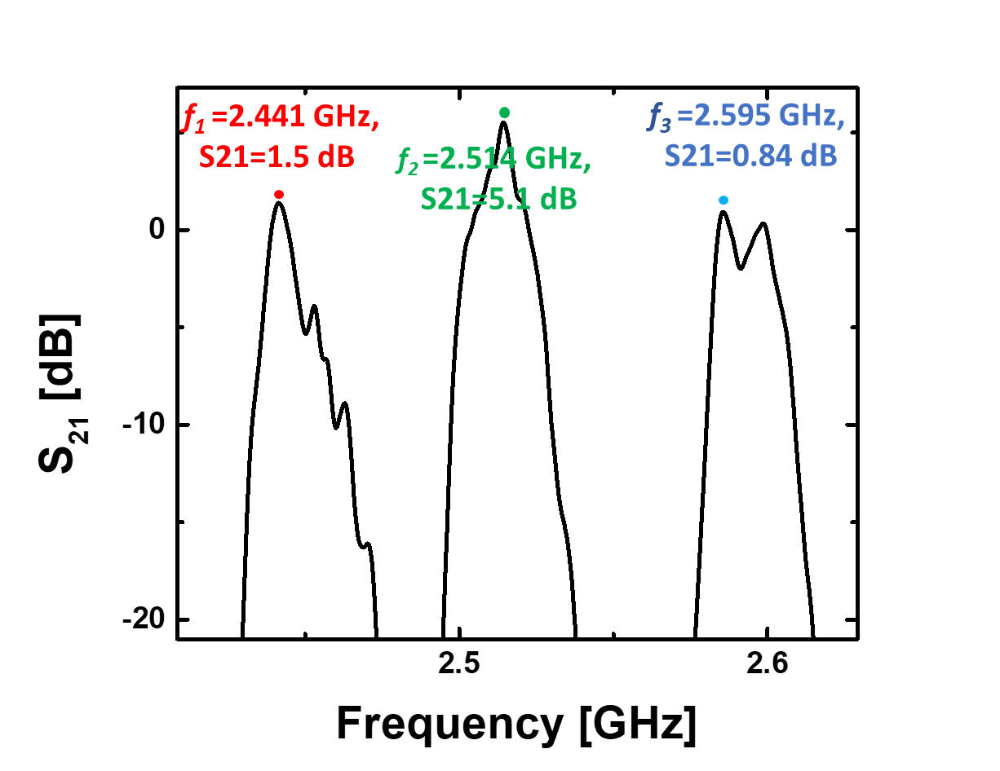 f1 =2.441 GHz,
S21=1.5 dB
f2 =2.514 GHz,
S21=5.1 dB
f3 =2.595 GHz,
S21=0.84 dB
0
-10
-20
S21 [dB]
2.5
2.6
Frequency [GHz]